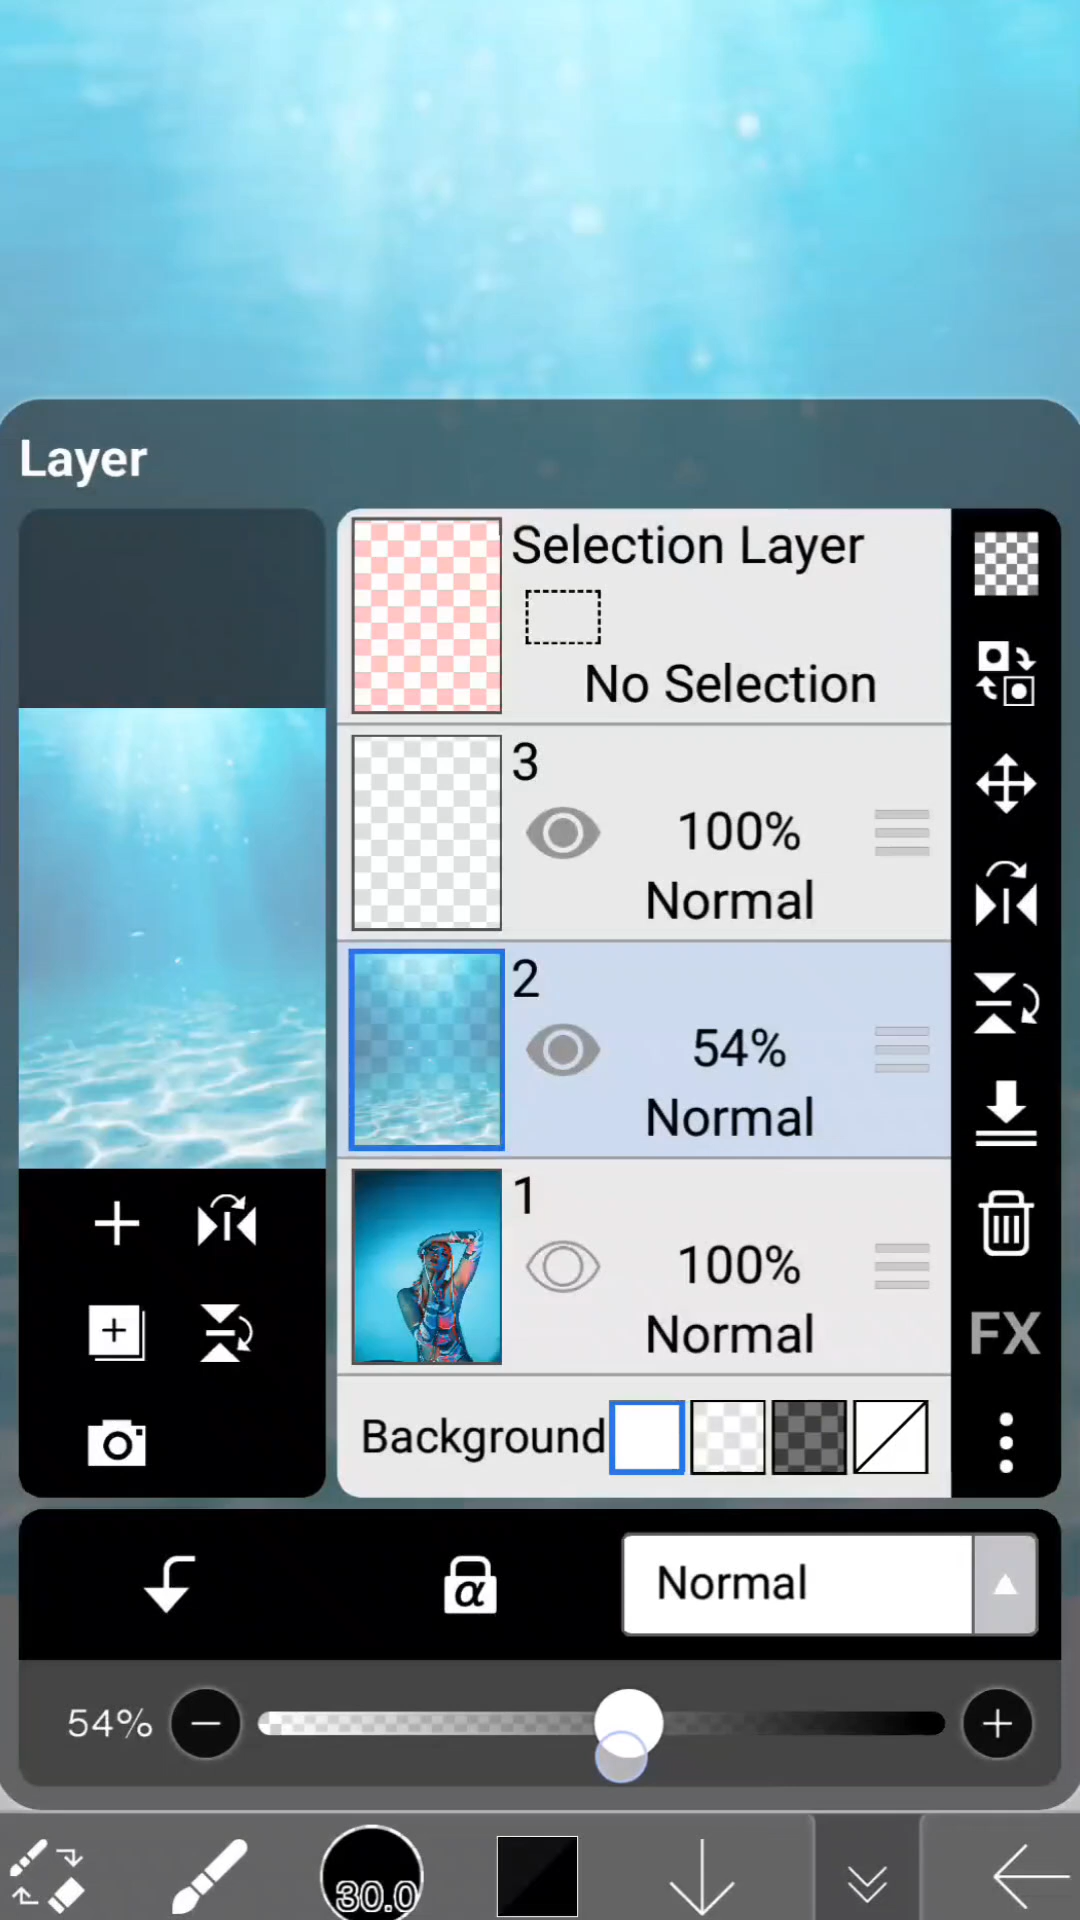 Layer
Selection Layer
No Selection
3
100%
Normal
2
54%
Normal
1
100%
Normal
Background
FX
α
Normal
54%
30.0